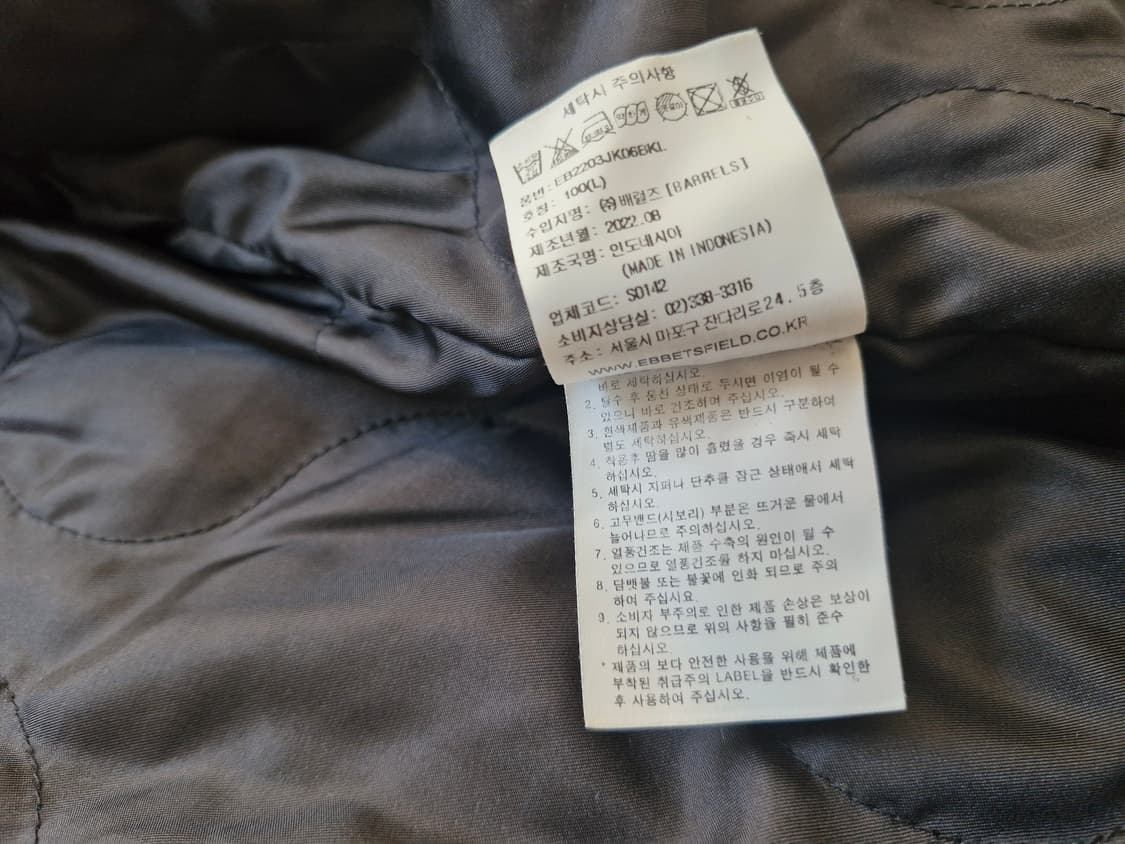 세탁시 주의사항
약하게 손짤이
품번: EB2203JK06BKL
호칭: 100(L)
수입자명: ㈜배럴즈 [BARRELS]
제조년월: 2022.08
제조국명: 인도네시아
(MADE IN INDONESIA)
업체코드: S0142
소비자상담실: 02)338-3316
주소: 서울시 마포구 잔다리로24, 5층
WWW.EBBETSFIELD.CO.KR
바로 세탁하십시오.
2. 탈수 후 뭉친 상태로 두시면 이염이 될 수
있으니 바로 건조하여 주십시오.
3. 흰색제품과 유색제품은 반드시 구분하여
별도 세탁하십시오.
4. 착용후 땀을 많이 흘렸을 경우 즉시 세탁
하십시오.
5. 세탁시 지퍼나 단추를 잠근 상태에서 세탁
하십시오.
6. 고무밴드(시보리) 부분은 뜨거운 물에서
늘어나므로 주의하십시오.
7. 열풍건조는 제품 수축의 원인이 될 수
있으므로 열풍건조를 하지 마십시오.
8. 담뱃불 또는 불꽃에 인화 되므로 주의
하여 주십시요.
9. 소비자 부주의로 인한 제품 손상은 보상이
되지 않으므로 위의 사항을 필히 준수
하십시오.
* 제품의 보다 안전한 사용을 위해 제품에
부착된 취급주의 LABEL을 반드시 확인한
후 사용하여 주십시오.